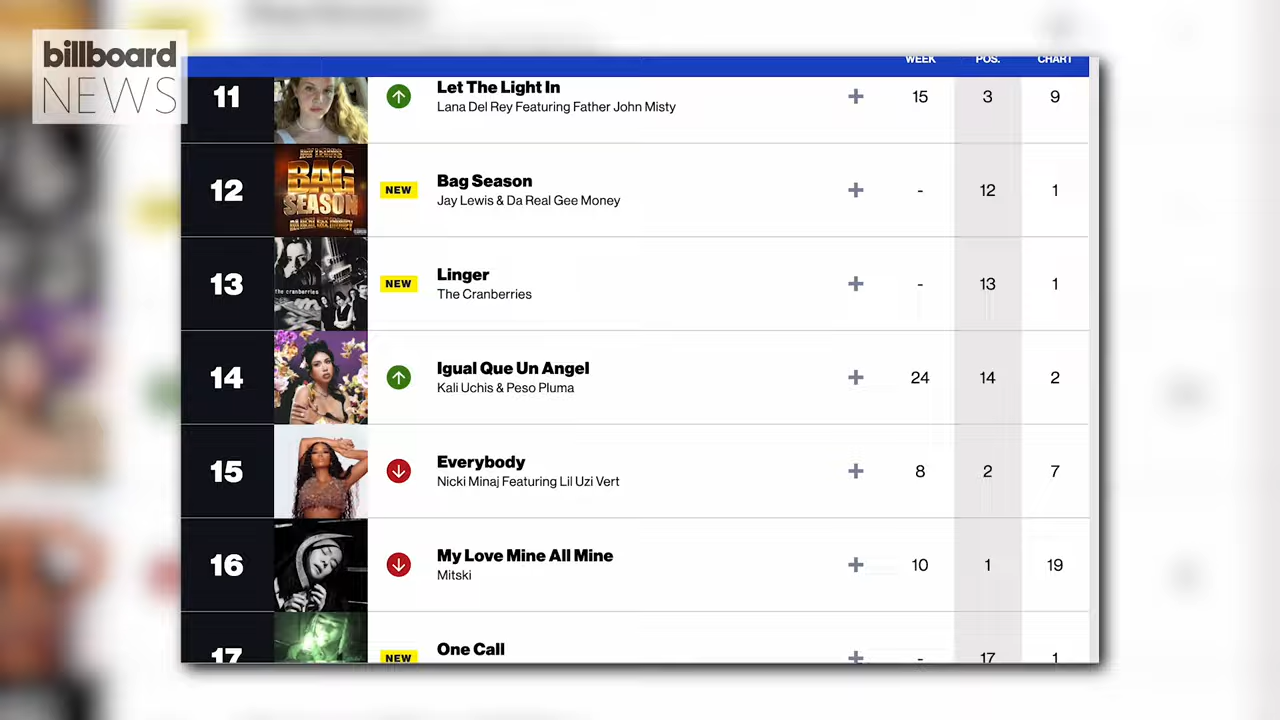 billboard
NEWS
WEEK POS. CHART
11 Let The Light In + 15 3 9
Lana Del Rey Featuring Father John Misty
BAG
SEASON
12 NEW Bag Season + - 12 1
Jay Lewis & Da Real Gee Money
the cranberries
13 NEW Linger + - 13 1
The Cranberries
14 Igual Que Un Angel + 24 14 2
Kali Uchis & Peso Pluma
15 Everybody + 8 2 7
Nicki Minaj Featuring Lil Uzi Vert
16 My Love Mine All Mine + 10 1 19
Mitski
17 NEW One Call + - 17 1